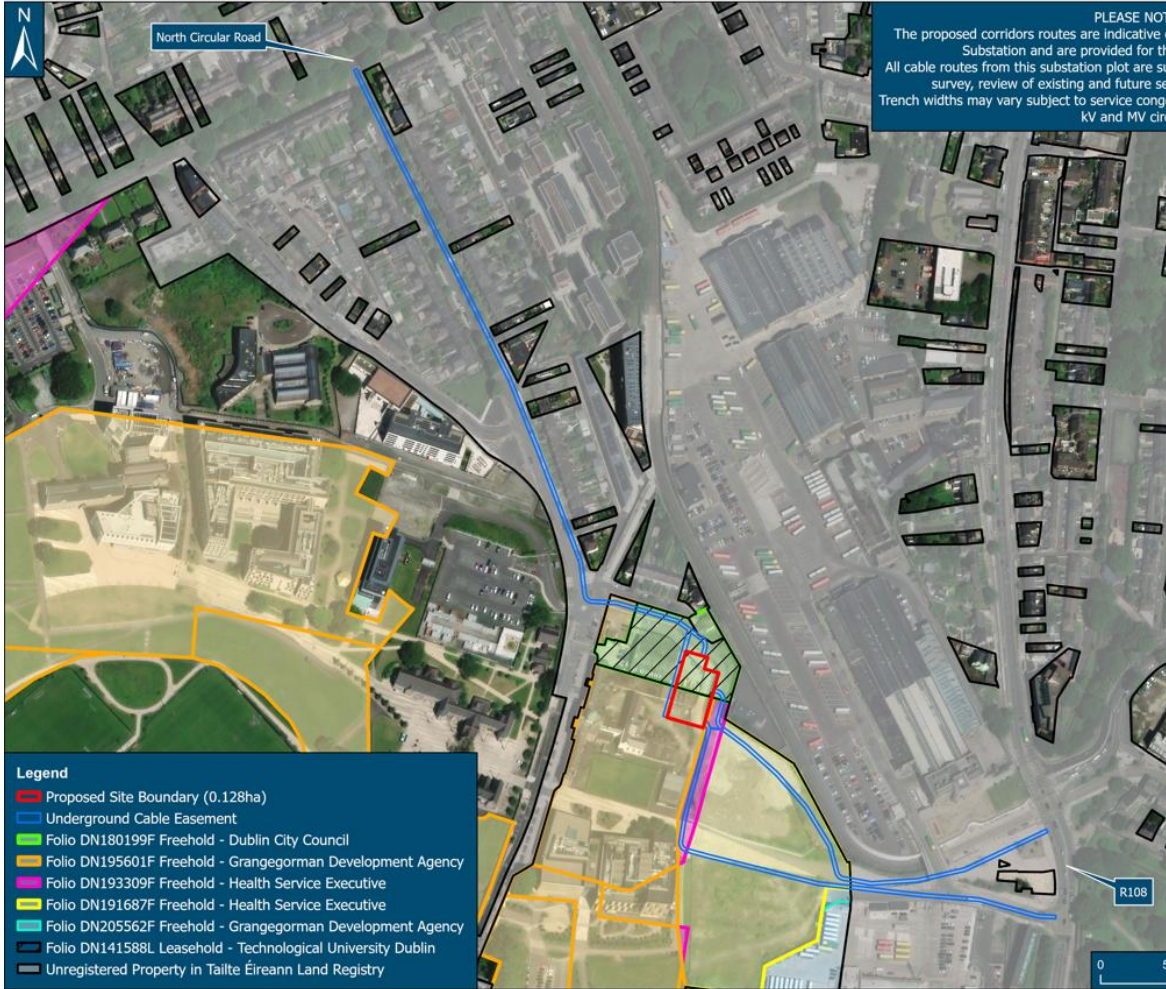 N
North Circular Road
PLEASE NOT
The proposed corridors routes are indicative
Substation and are provided for th
All cable routes from this substation plot are su
survey, review of existing and future se
Trench widths may vary subject to service cong
kV and MV circ
Legend
Proposed Site Boundary (0.128ha)
Underground Cable Easement
Folio DN180199F Freehold - Dublin City Council
Folio DN195601F Freehold - Grangegorman Development Agency
Folio DN193309F Freehold - Health Service Executive
Folio DN191687F Freehold - Health Service Executive
Folio DN205562F Freehold - Grangegorman Development Agency
Folio DN141588L Leasehold - Technological University Dublin
Unregistered Property in Tailte Éireann Land Registry
R108
0